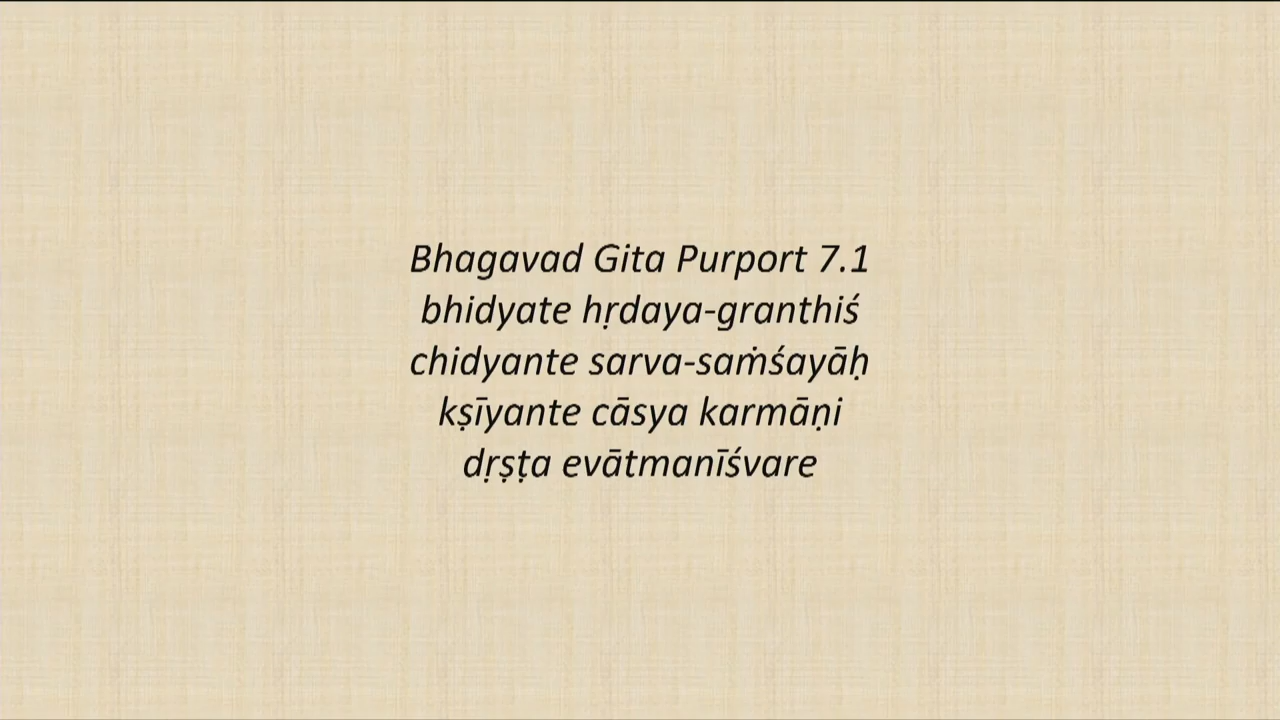 Bhagavad Gita Purport 7.1
bhidyate hṛdaya-granthiś
chidyante sarva-saṁśayāḥ
kṣīyante cāsya karmāṇi
dṛṣṭa evātmanīśvare